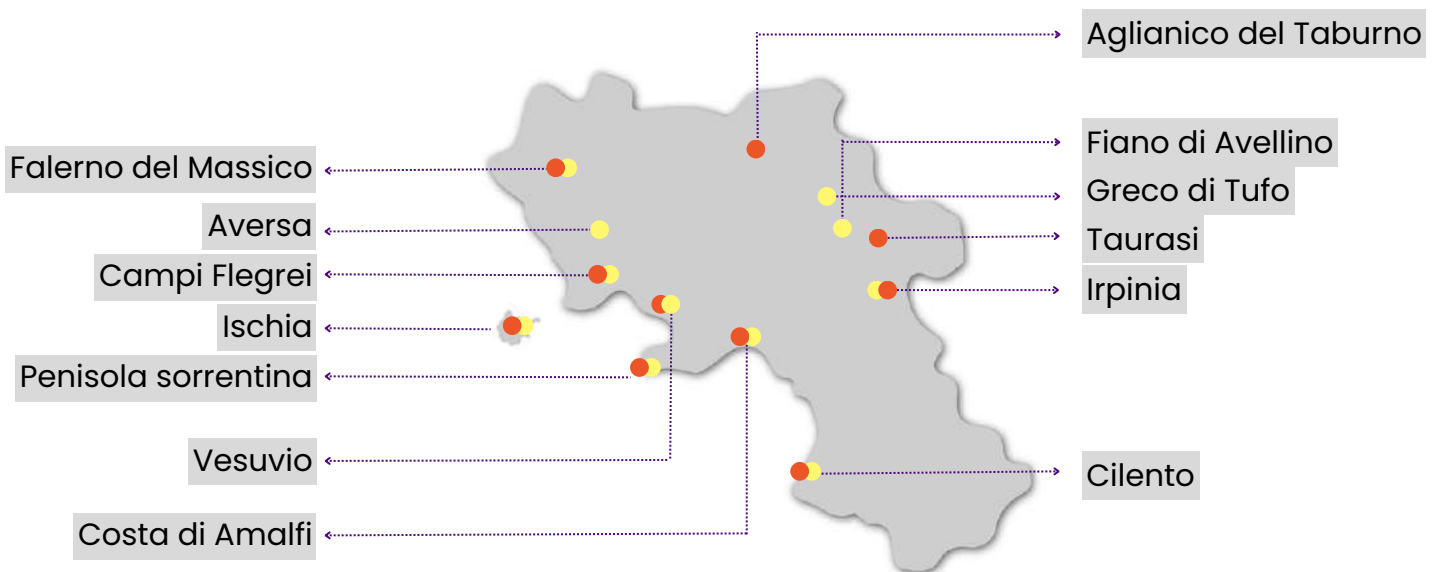 Aglianico del Taburno
Fiano di Avellino
Falerno del Massico
Greco di Tufo
Aversa
Taurasi
Campi Flegrei
Irpinia
Ischia
Penisola sorrentina
Vesuvio
Cilento
Costa di Amalfi